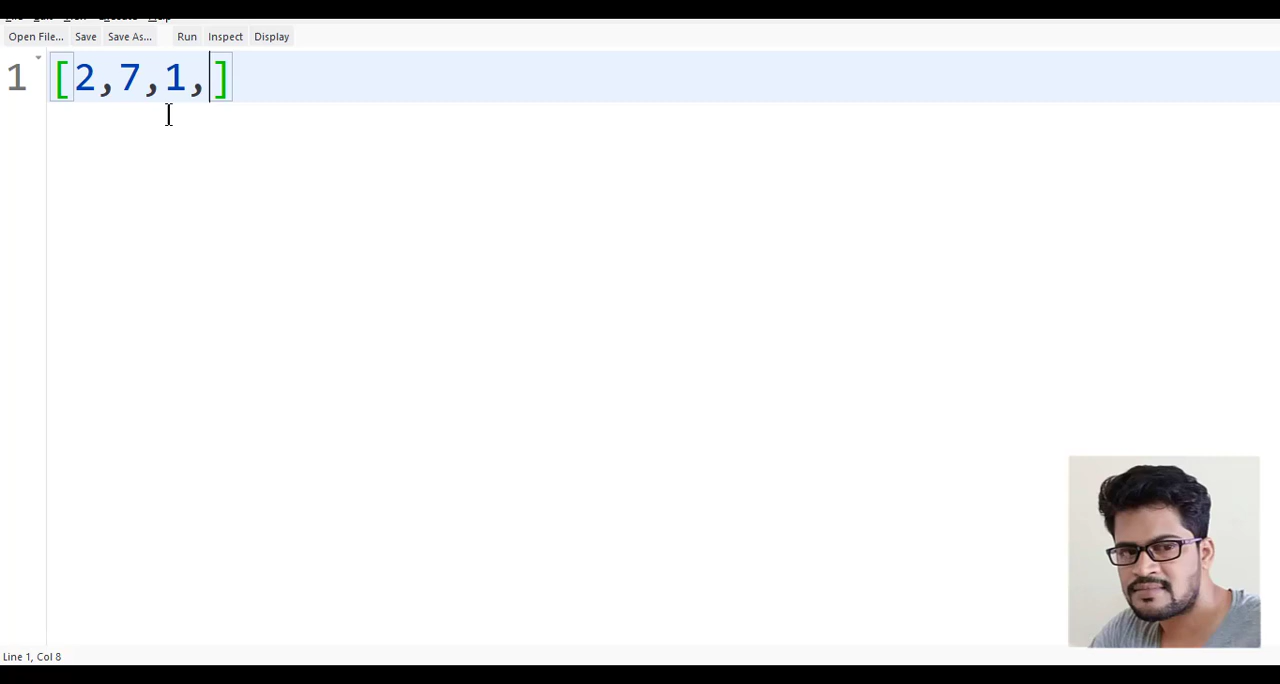 Open File... Save Save As... Run Inspect Display
1 [2,7,1,]
Line 1, Col 8